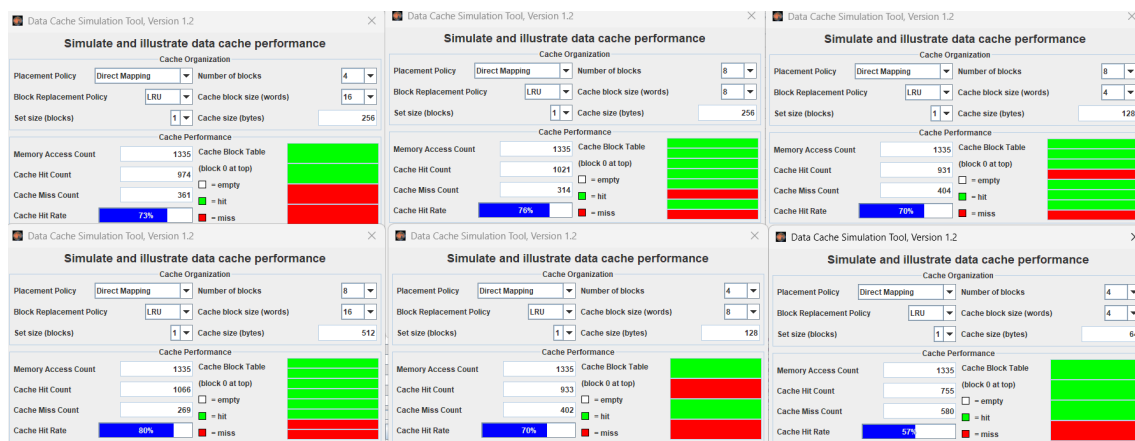 Data Cache Simulation Tool, Version 1.2
Simulate and illustrate data cache performance
Cache Organization
Placement Policy Direct Mapping Number of blocks 4
Block Replacement Policy LRU Cache block size (words) 16
Set size (blocks) 1 Cache size (bytes) 256
Cache Performance
Memory Access Count 1335 Cache Block Table
Cache Hit Count 974 (block 0 at top)
= empty
Cache Miss Count 361 = hit
Cache Hit Rate 73% = miss
Data Cache Simulation Tool, Version 1.2
Simulate and illustrate data cache performance
Cache Organization
Placement Policy Direct Mapping Number of blocks 8
Block Replacement Policy LRU Cache block size (words) 8
Set size (blocks) 1 Cache size (bytes) 256
Cache Performance
Memory Access Count 1335 Cache Block Table
Cache Hit Count 1021 (block 0 at top)
= empty
Cache Miss Count 314 = hit
Cache Hit Rate 76% = miss
Data Cache Simulation Tool, Version 1.2
Simulate and illustrate data cache performance
Cache Organization
Placement Policy Direct Mapping Number of blocks 8
Block Replacement Policy LRU Cache block size (words) 4
Set size (blocks) 1 Cache size (bytes) 128
Cache Performance
Memory Access Count 1335 Cache Block Table
Cache Hit Count 931 (block 0 at top)
= empty
Cache Miss Count 404 = hit
Cache Hit Rate 70% = miss
Data Cache Simulation Tool, Version 1.2
Simulate and illustrate data cache performance
Cache Organization
Placement Policy Direct Mapping Number of blocks 8
Block Replacement Policy LRU Cache block size (words) 16
Set size (blocks) 1 Cache size (bytes) 512
Cache Performance
Memory Access Count 1335 Cache Block Table
Cache Hit Count 1066 (block 0 at top)
= empty
Cache Miss Count 269 = hit
Cache Hit Rate 80% = miss
Data Cache Simulation Tool, Version 1.2
Simulate and illustrate data cache performance
Cache Organization
Placement Policy Direct Mapping Number of blocks 4
Block Replacement Policy LRU Cache block size (words) 8
Set size (blocks) 1 Cache size (bytes) 128
Cache Performance
Memory Access Count 1335 Cache Block Table
Cache Hit Count 933 (block 0 at top)
= empty
Cache Miss Count 402 = hit
Cache Hit Rate 70% = miss
Data Cache Simulation Tool, Version 1.2
Simulate and illustrate data cache performance
Cache Organization
Placement Policy Direct Mapping Number of blocks 4
Block Replacement Policy LRU Cache block size (words) 4
Set size (blocks) 1 Cache size (bytes) 64
Cache Performance
Memory Access Count 1335 Cache Block Table
Cache Hit Count 755 (block 0 at top)
= empty
Cache Miss Count 580 = hit
Cache Hit Rate 57% = miss